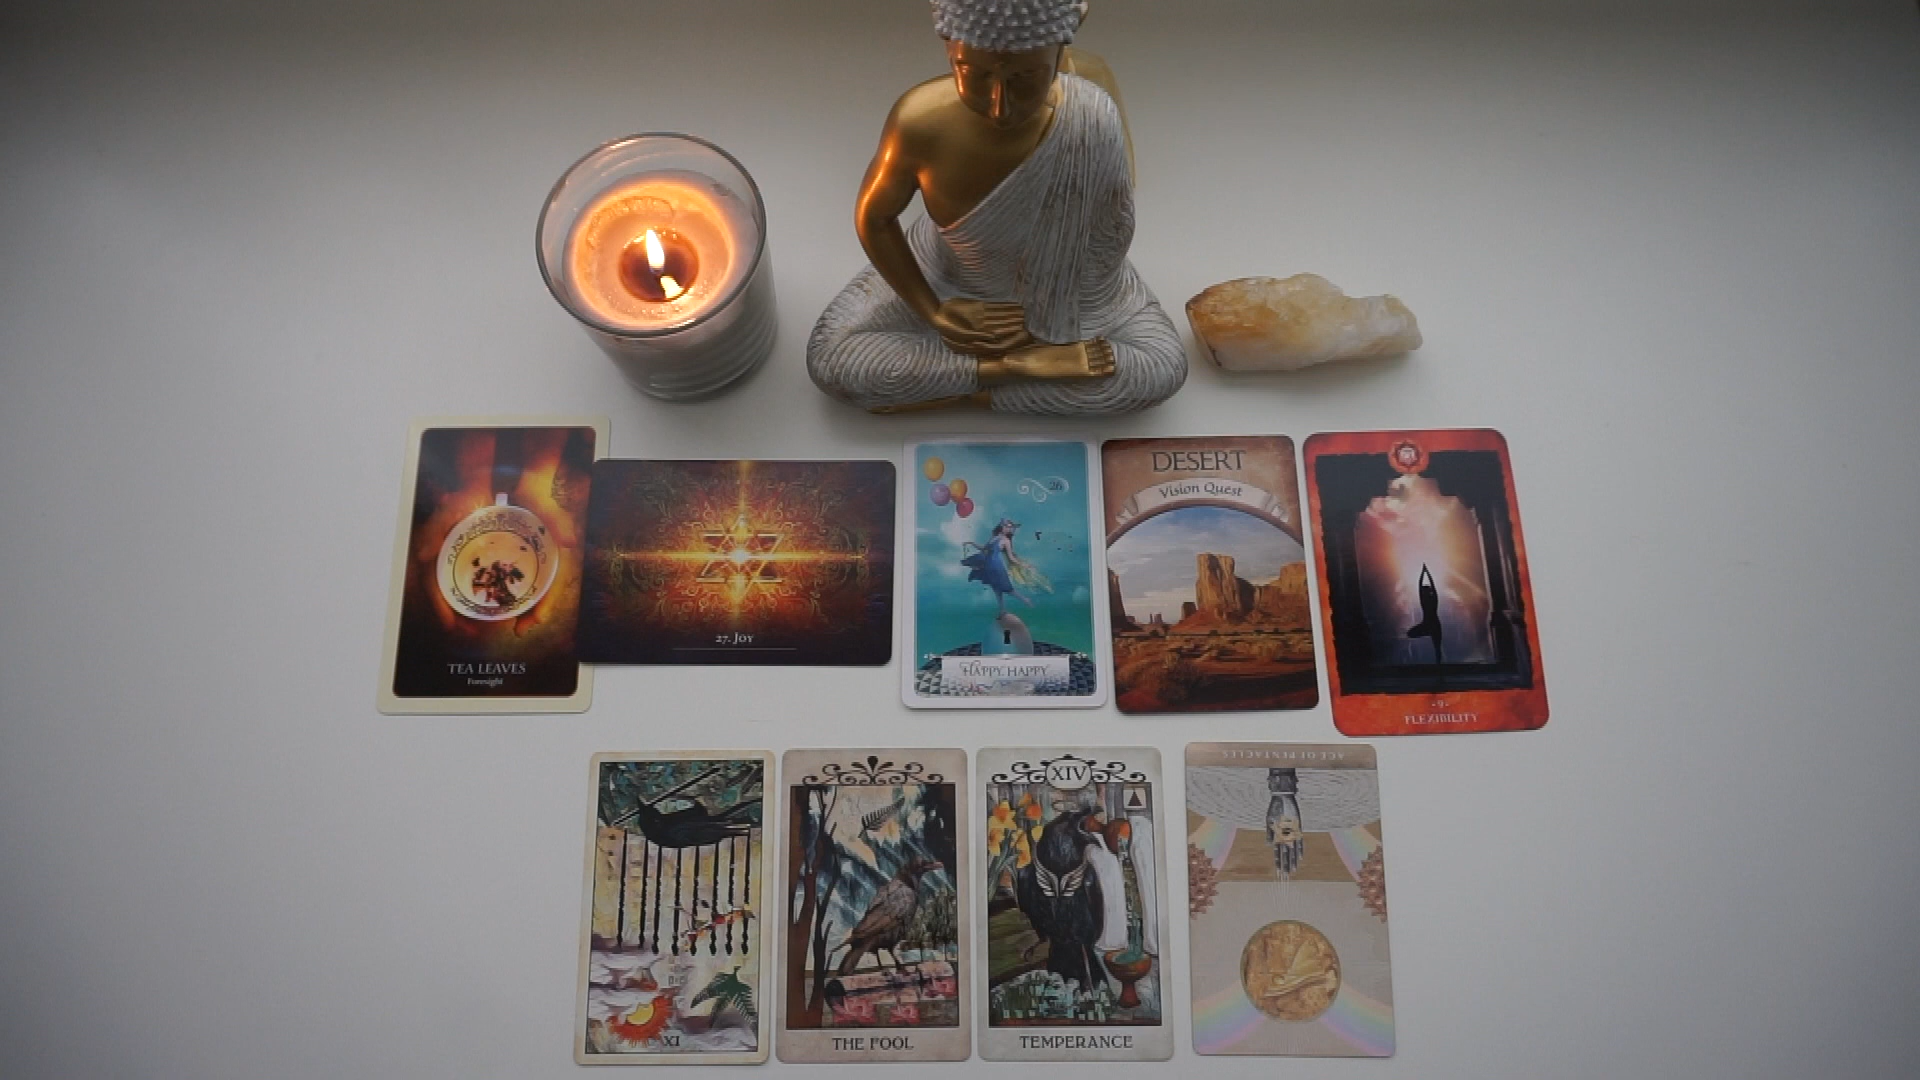 TEA LEAVES
Foresight
27. JOY
26
HAPPY, HAPPY
DESERT
Vision Quest
-9-
FLEXIBILITY
XI
THE FOOL
XIV
TEMPERANCE
ACE OF PENTACLES